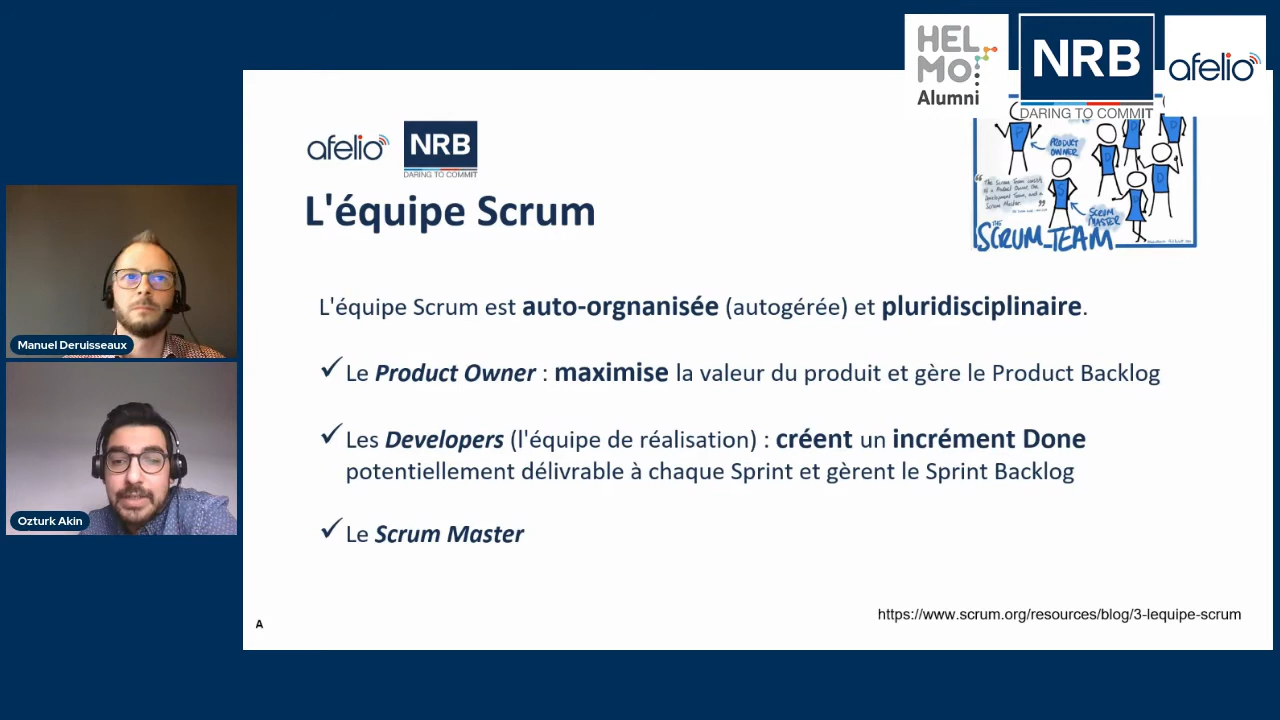 HEL
MO
Alumni
NRB
DARING TO COMMIT
afelio
afelio
NRB
DARING TO COMMIT
L'équipe Scrum
PRODUCT
OWNER
SCRUM
MASTER
THE
SCRUM TEAM
L'équipe Scrum est auto-orgnanisée (autogérée) et pluridisciplinaire.
✓ Le Product Owner : maximise la valeur du produit et gère le Product Backlog
✓ Les Developers (l'équipe de réalisation) : créent un incrément Done
potentiellement délivrable à chaque Sprint et gèrent le Sprint Backlog
✓ Le Scrum Master
https://www.scrum.org/resources/blog/3-lequipe-scrum
A
Manuel Deruisseaux
Ozturk Akin